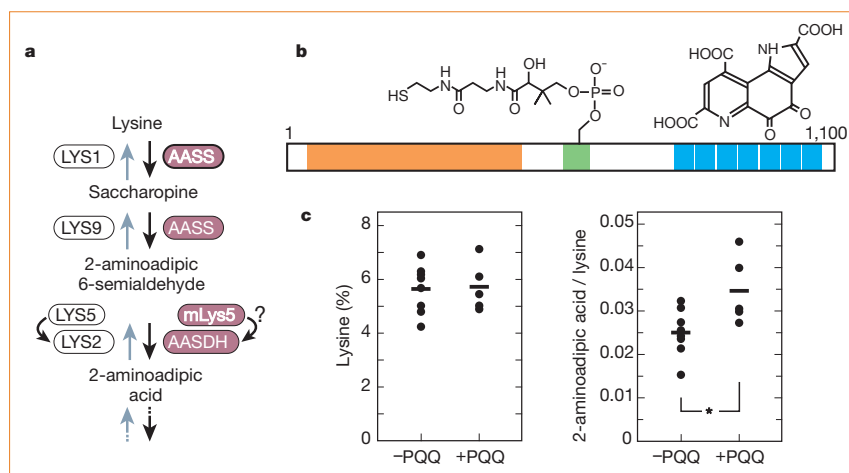 a
Lysine
LYS1 AASS
Saccharopine
LYS9 AASS
2-aminoadipic
6-semialdehyde
LYS5 mLys5 ?
LYS2 AASDH
2-aminoadipic
acid
b
HS
H
N
O
H
N
O
OH
O
P
O⁻
O
O
HOOC
NH
COOH
HOOC
N
O
O
1 1,100
c
Lysine (%)
8
6
4
2
0
–PQQ +PQQ
2-aminoadipic acid / lysine
0.05
0.04
0.03
0.02
0.01
0
*
–PQQ +PQQ